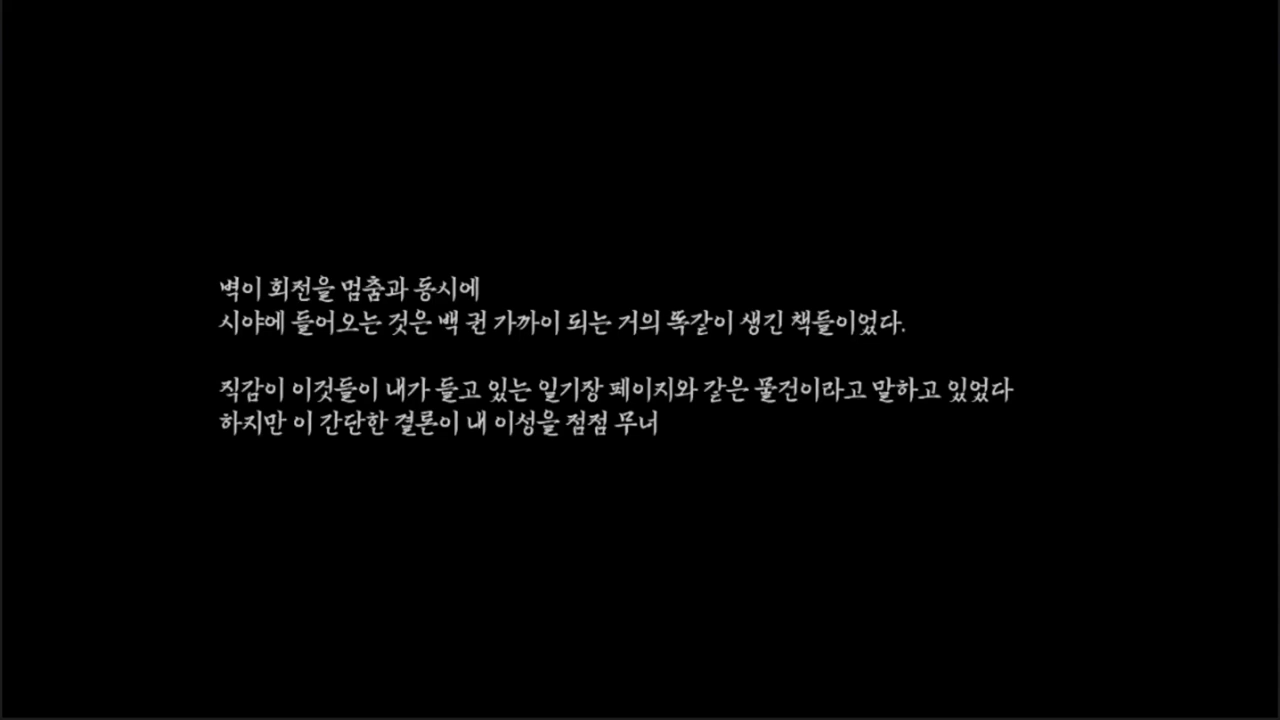 벽이 회전을 멈춤과 동시에
시야에 들어오는 것은 백 권 가까이 되는 거의 똑같이 생긴 책들이었다.
직감이 이것들이 내가 들고 있는 일기장 페이지와 같은 물건이라고 말하고 있었다
하지만 이 간단한 결론이 내 이성을 점점 무너